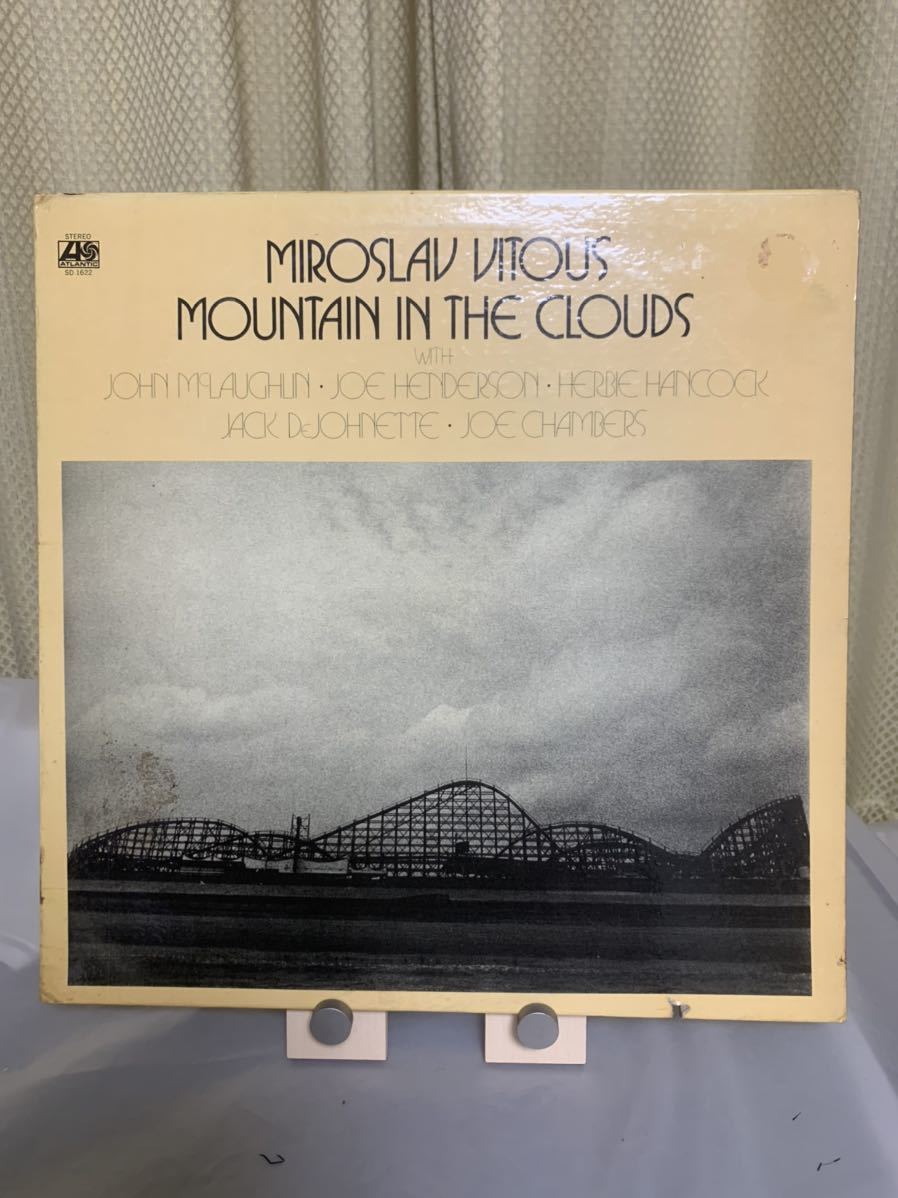 STEREO
ATLANTIC
SD 1622
MIROSLAV VITOUS
MOUNTAIN IN THE CLOUDS
WITH
JOHN McLAUGHLIN · JOE HENDERSON · HERBIE HANCOCK
JACK DeJOHNETTE · JOE CHAMBERS